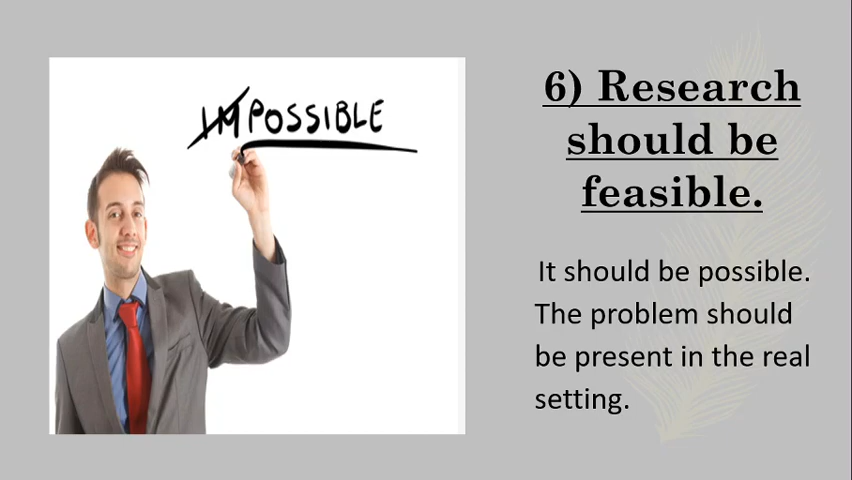 IMPOSSIBLE
6) Research
should be
feasible.
It should be possible.
The problem should
be present in the real
setting.